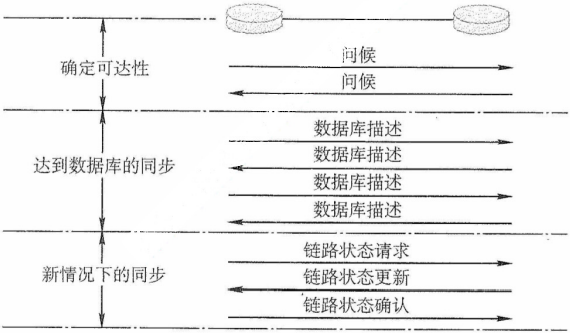 问候
确定可达性
问候
数据库描述
数据库描述
达到数据库的同步
数据库描述
数据库描述
链路状态请求
新情况下的同步
链路状态更新
链路状态确认